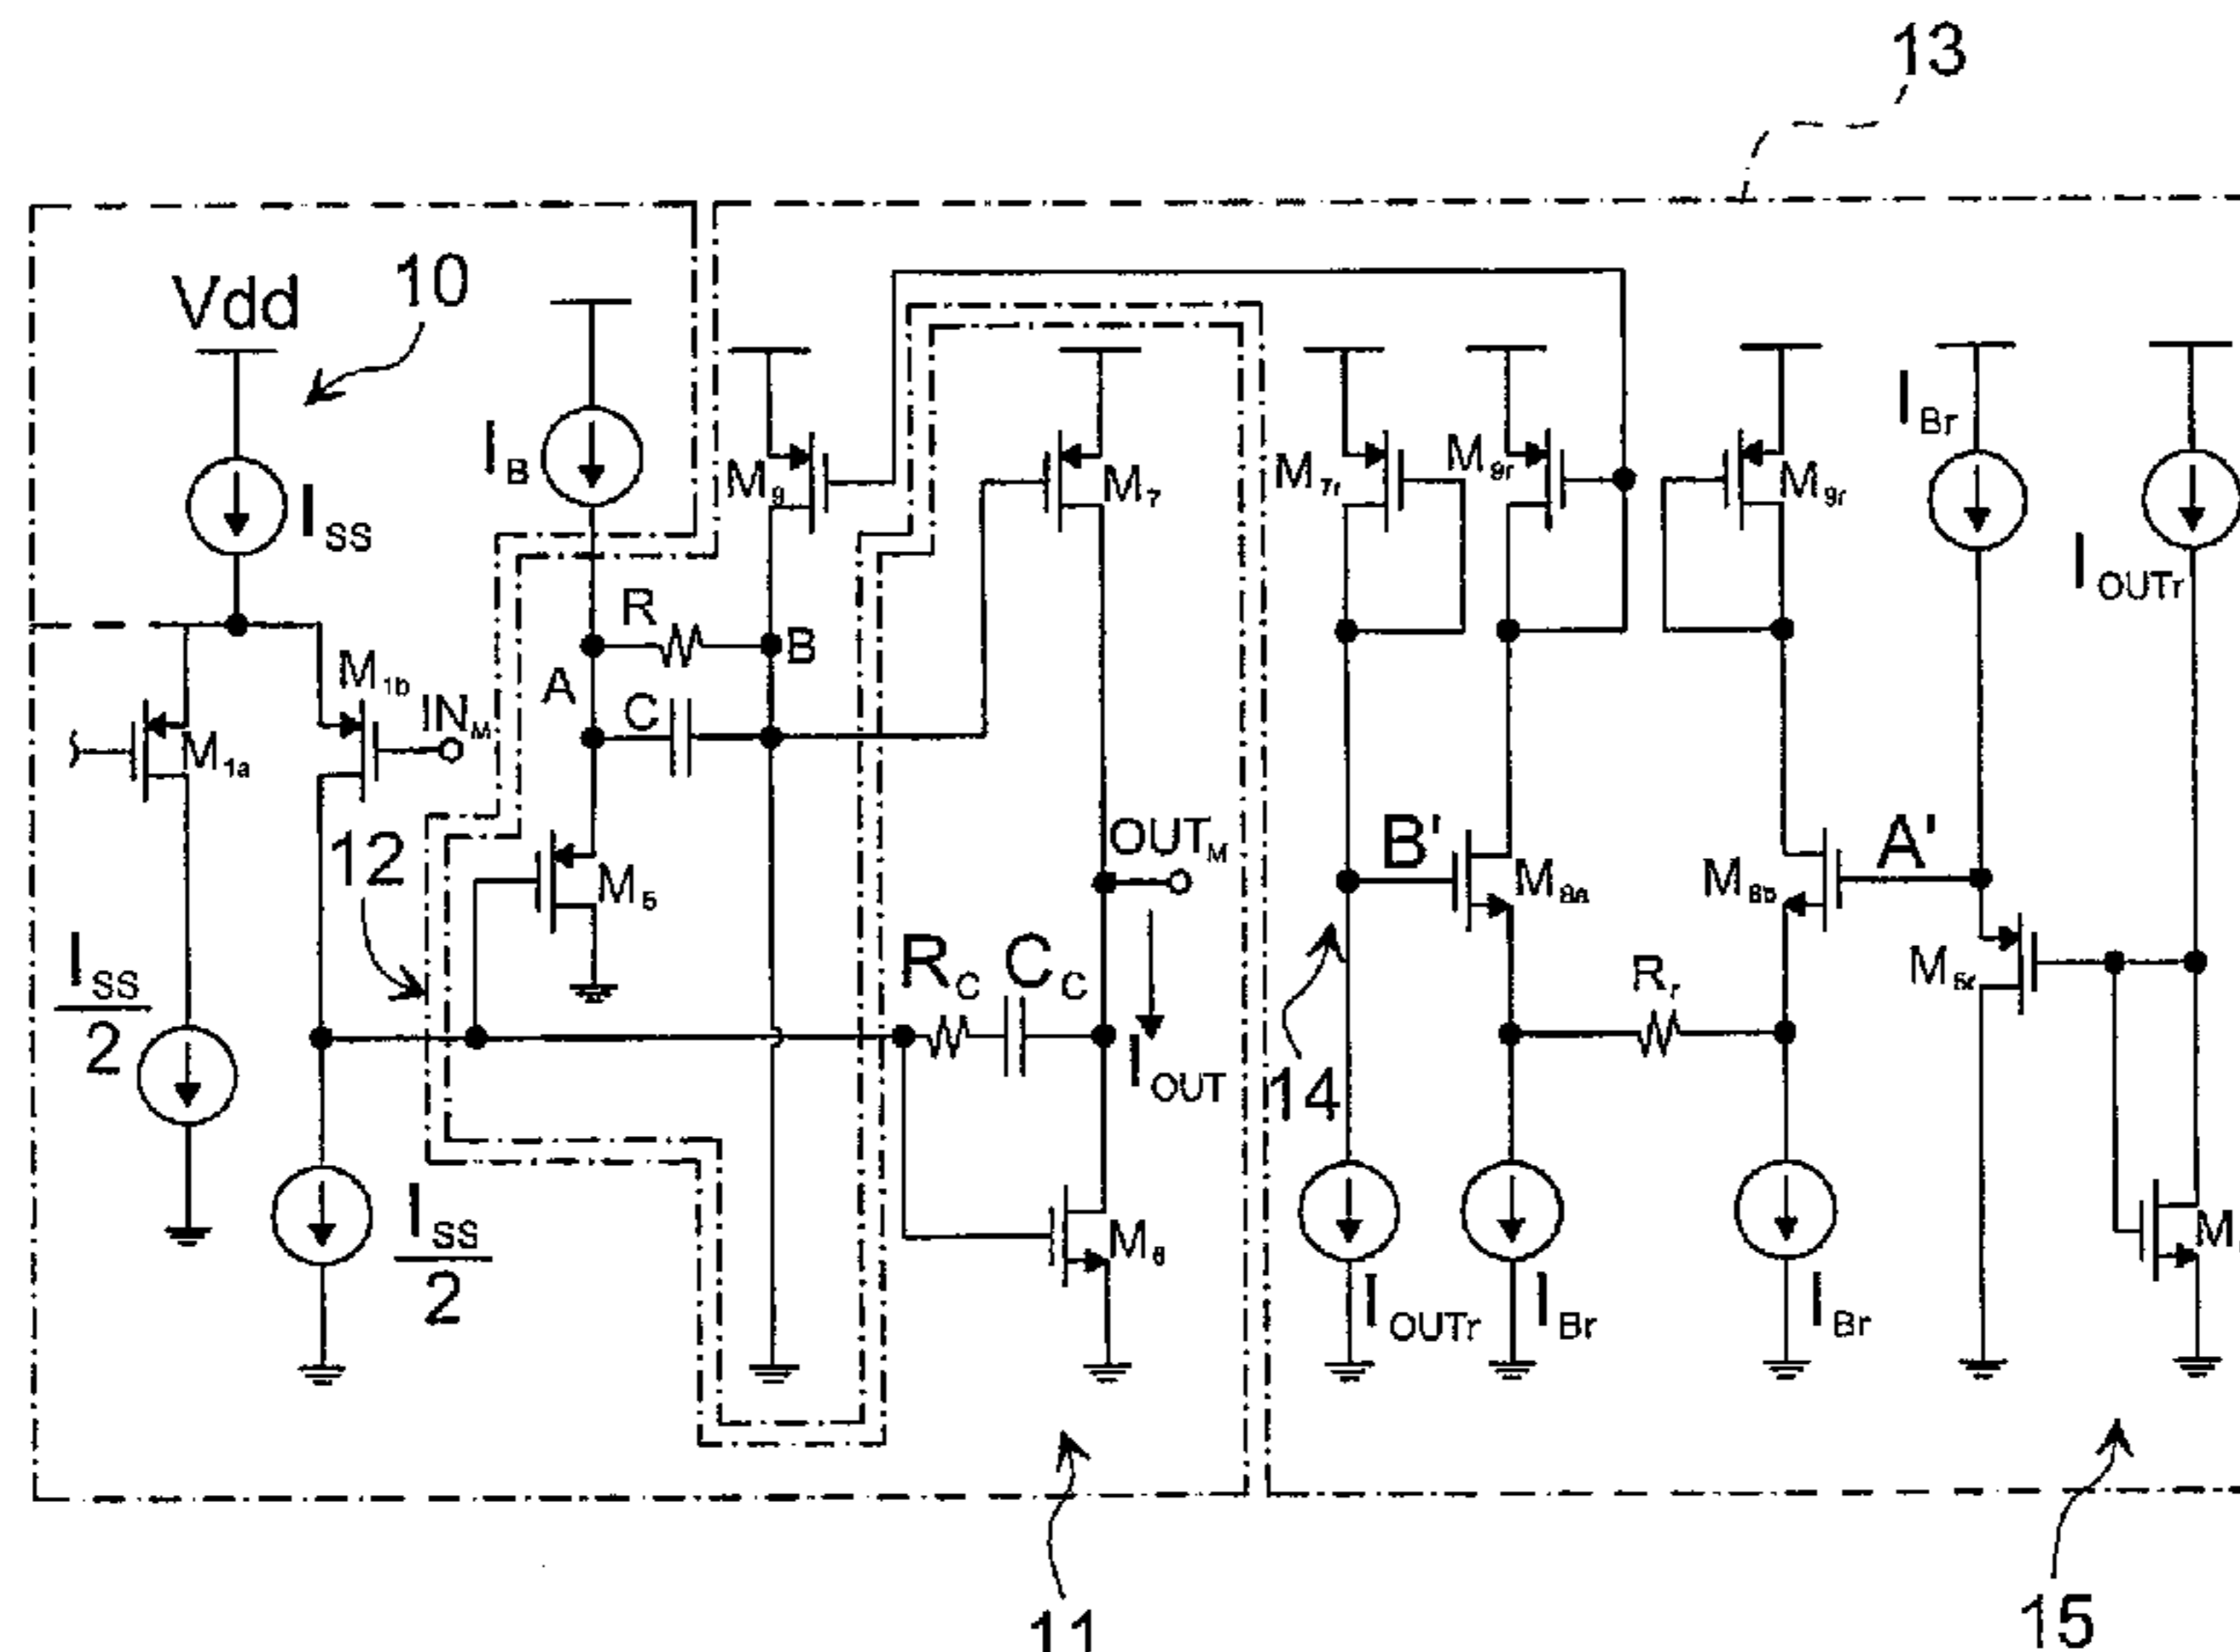 13
10
Vdd
I_SS
I_B
M_9
M_7
M_7r
M_9r
M_9r
I_Br
I_OUTr
R
A
B
C
M_1b
IN_M
M_1a
12
M_5
OUT_M
B'
M_8a
M_8b
A'
M_5r
R_C
C_C
I_OUT
14
R_r
I_SS
2
I_SS
2
M_6
I_OUTr
I_Br
I_Br
M
11
15